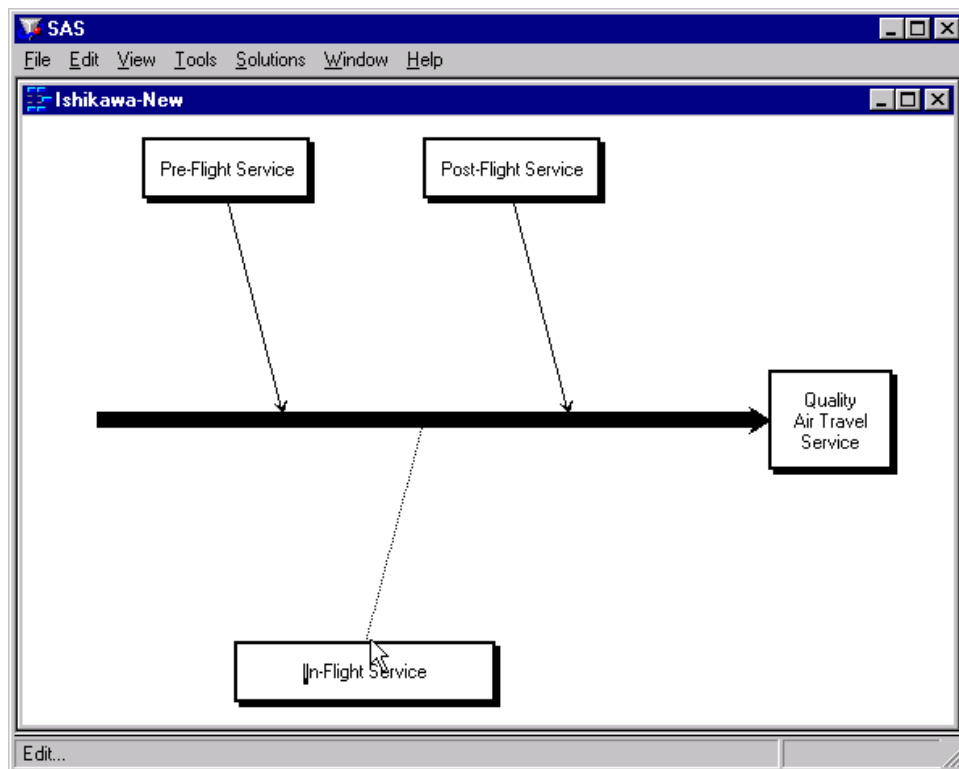 SAS
File Edit View Tools Solutions Window Help
Ishikawa-New
Pre-Flight Service
Post-Flight Service
Quality
Air Travel
Service
In-Flight Service
Edit...